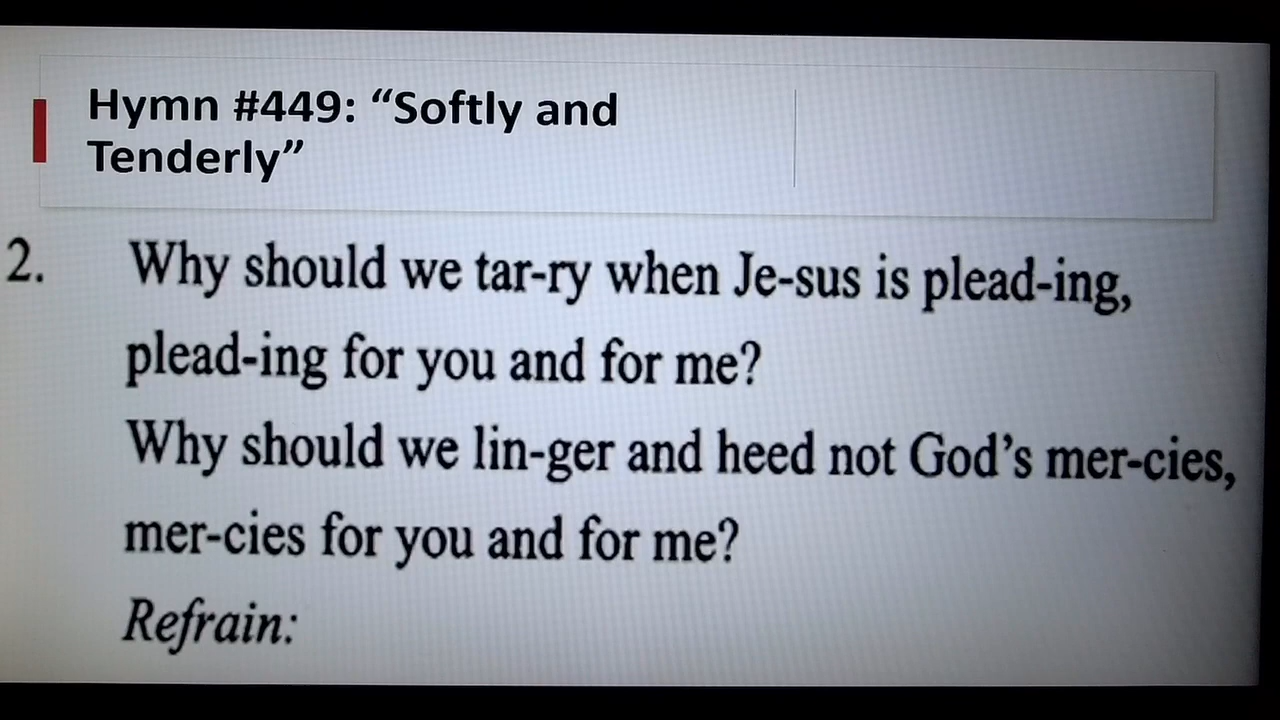 Hymn #449: “Softly and
Tenderly”
2. Why should we tar-ry when Je-sus is plead-ing,
plead-ing for you and for me?
Why should we lin-ger and heed not God’s mer-cies,
mer-cies for you and for me?
Refrain: